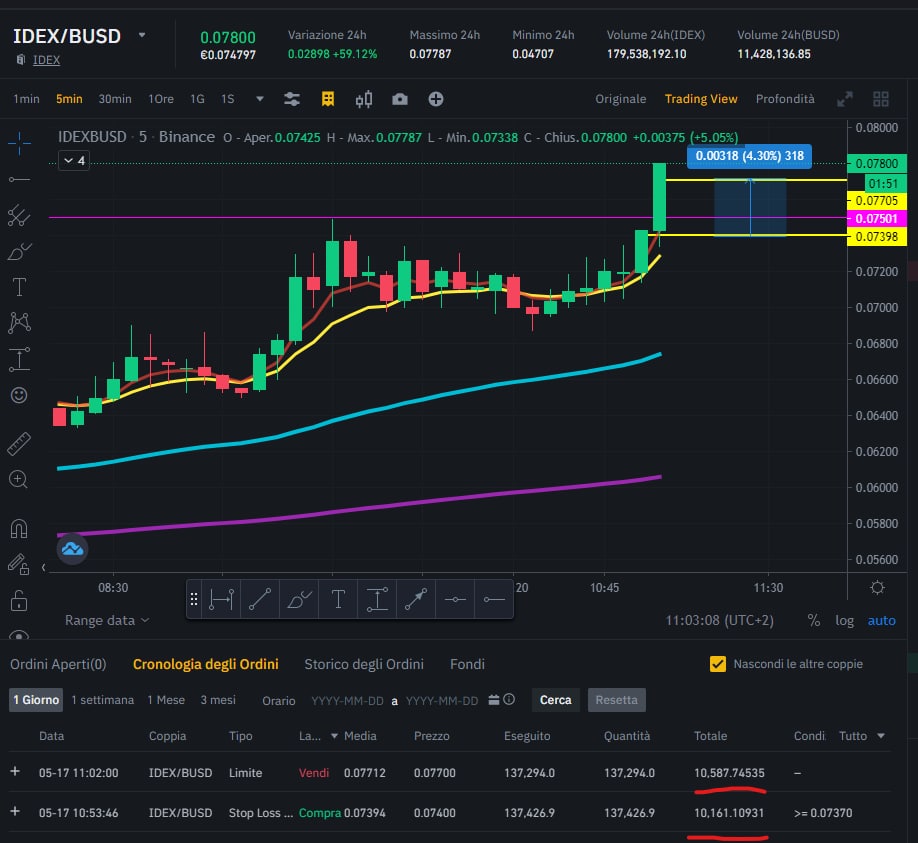 IDEX/BUSD
IDEX
0.07800
€0.074797
Variazione 24h
0.02898 +59.12%
Massimo 24h
0.07787
Minimo 24h
0.04707
Volume 24h(IDEX)
179,538,192.10
Volume 24h(BUSD)
11,428,136.85
1min 5min 30min 1Ore 1G 1S Originale Trading View Profondità
IDEXBUSD · 5 · Binance O - Aper.0.07425 H - Max.0.07787 L - Min.0.07338 C - Chius.0.07800 +0.00375 (+5.05%)
4
0.00318 (4.30%) 318
0.08000
0.07800
01:51
0.07705
0.07501
0.07398
0.07200
0.07000
0.06800
0.06600
0.06400
0.06200
0.06000
0.05800
0.05600
08:30 20 10:45 11:30
T
Range data 11:03:08 (UTC+2) % log auto
Ordini Aperti(0) Cronologia degli Ordini Storico degli Ordini Fondi Nascondi le altre coppie
1 Giorno 1 settimana 1 Mese 3 mesi Orario YYYY-MM-DD a YYYY-MM-DD Cerca Resetta
Data Coppia Tipo La... Media Prezzo Eseguito Quantità Totale Condi Tutto
+ 05-17 11:02:00 IDEX/BUSD Limite Vendi 0.07712 0.07700 137,294.0 137,294.0 10,587.74535 –
+ 05-17 10:53:46 IDEX/BUSD Stop Loss ... Compra 0.07394 0.07400 137,426.9 137,426.9 10,161.10931 >= 0.07370